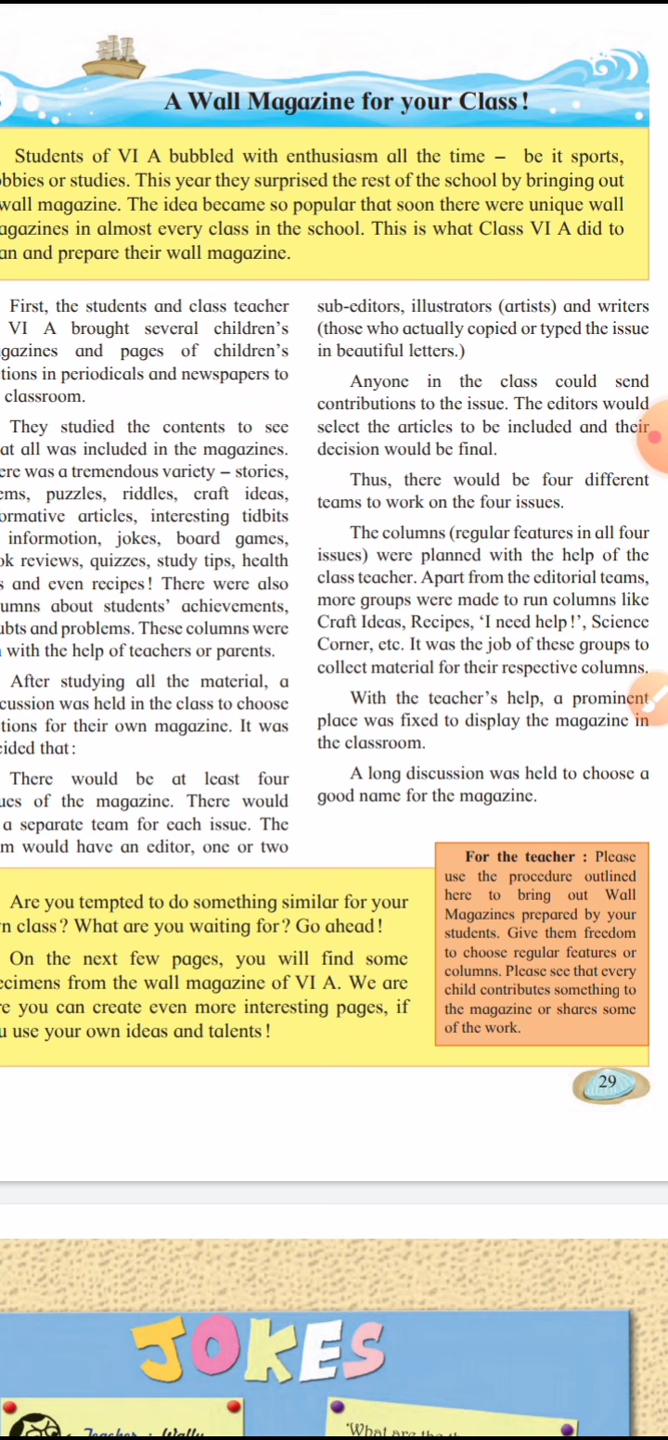 A Wall Magazine for your Class!
Students of VI A bubbled with enthusiasm all the time – be it sports,
bbies or studies. This year they surprised the rest of the school by bringing out
wall magazine. The idea became so popular that soon there were unique wall
agazines in almost every class in the school. This is what Class VI A did to
an and prepare their wall magazine.
First, the students and class teacher
VI A brought several children's
gazines and pages of children's
tions in periodicals and newspapers to
classroom.
They studied the contents to see
at all was included in the magazines.
ere was a tremendous variety – stories,
ems, puzzles, riddles, craft ideas,
ormative articles, interesting tidbits
informotion, jokes, board games,
ok reviews, quizzes, study tips, health
s and even recipes! There were also
umns about students' achievements,
ubts and problems. These columns were
with the help of teachers or parents.
After studying all the material, a
cussion was held in the class to choose
tions for their own magazine. It was
cided that:
There would be at least four
ues of the magazine. There would
a separate team for each issue. The
m would have an editor, one or two
sub-editors, illustrators (artists) and writers
(those who actually copied or typed the issue
in beautiful letters.)
Anyone in the class could send
contributions to the issue. The editors would
select the articles to be included and their
decision would be final.
Thus, there would be four different
teams to work on the four issues.
The columns (regular features in all four
issues) were planned with the help of the
class teacher. Apart from the editorial teams,
more groups were made to run columns like
Craft Ideas, Recipes, 'I need help!', Science
Corner, etc. It was the job of these groups to
collect material for their respective columns.
With the teacher's help, a prominent
place was fixed to display the magazine in
the classroom.
A long discussion was held to choose a
good name for the magazine.
Are you tempted to do something similar for your
n class? What are you waiting for? Go ahead!
On the next few pages, you will find some
ecimens from the wall magazine of VI A. We are
re you can create even more interesting pages, if
u use your own ideas and talents!
For the teacher : Please
use the procedure outlined
here to bring out Wall
Magazines prepared by your
students. Give them freedom
to choose regular features or
columns. Please see that every
child contributes something to
the magazine or shares some
of the work.
29
JOKES
Teacher : Wally
'What are